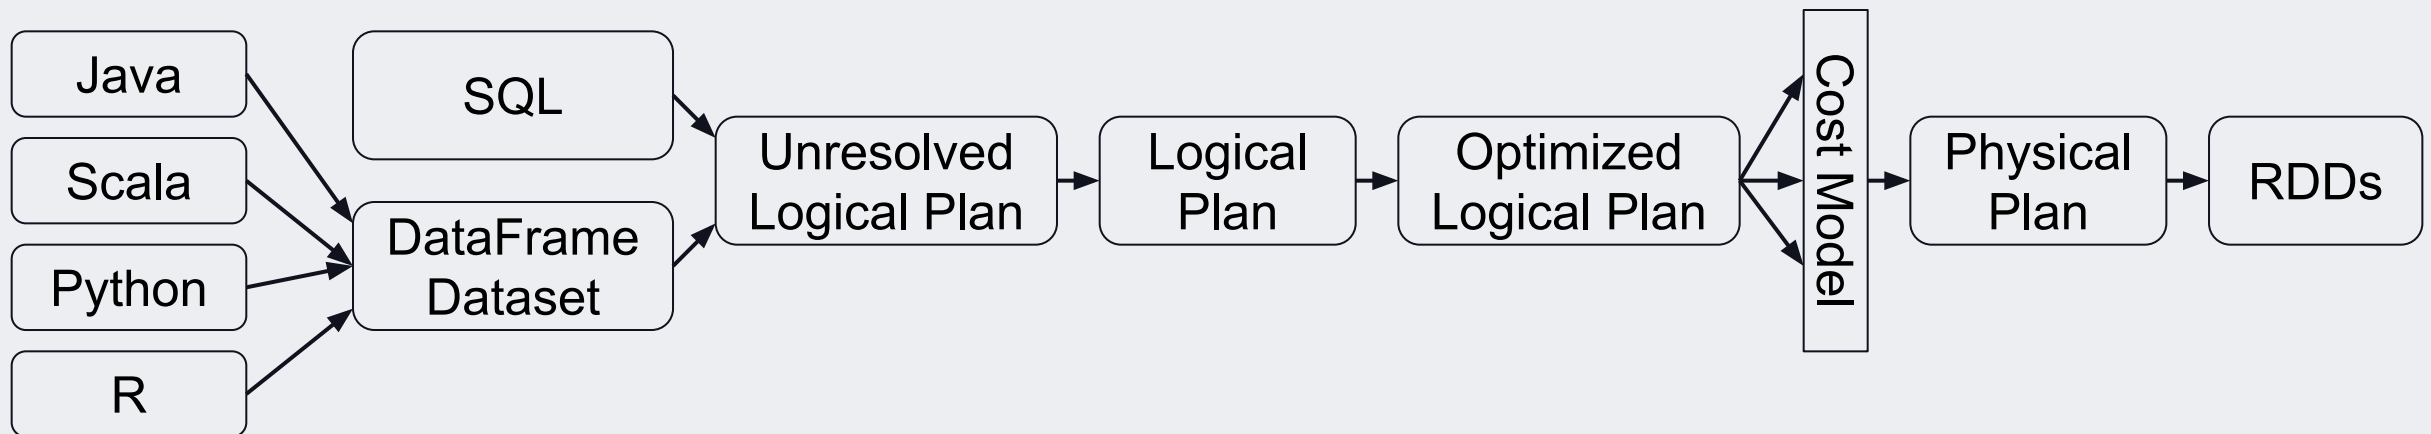 Java
Scala
Python
R
SQL
DataFrame
Dataset
Unresolved
Logical Plan
Logical
Plan
Optimized
Logical Plan
Cost Model
Physical
Plan
RDDs